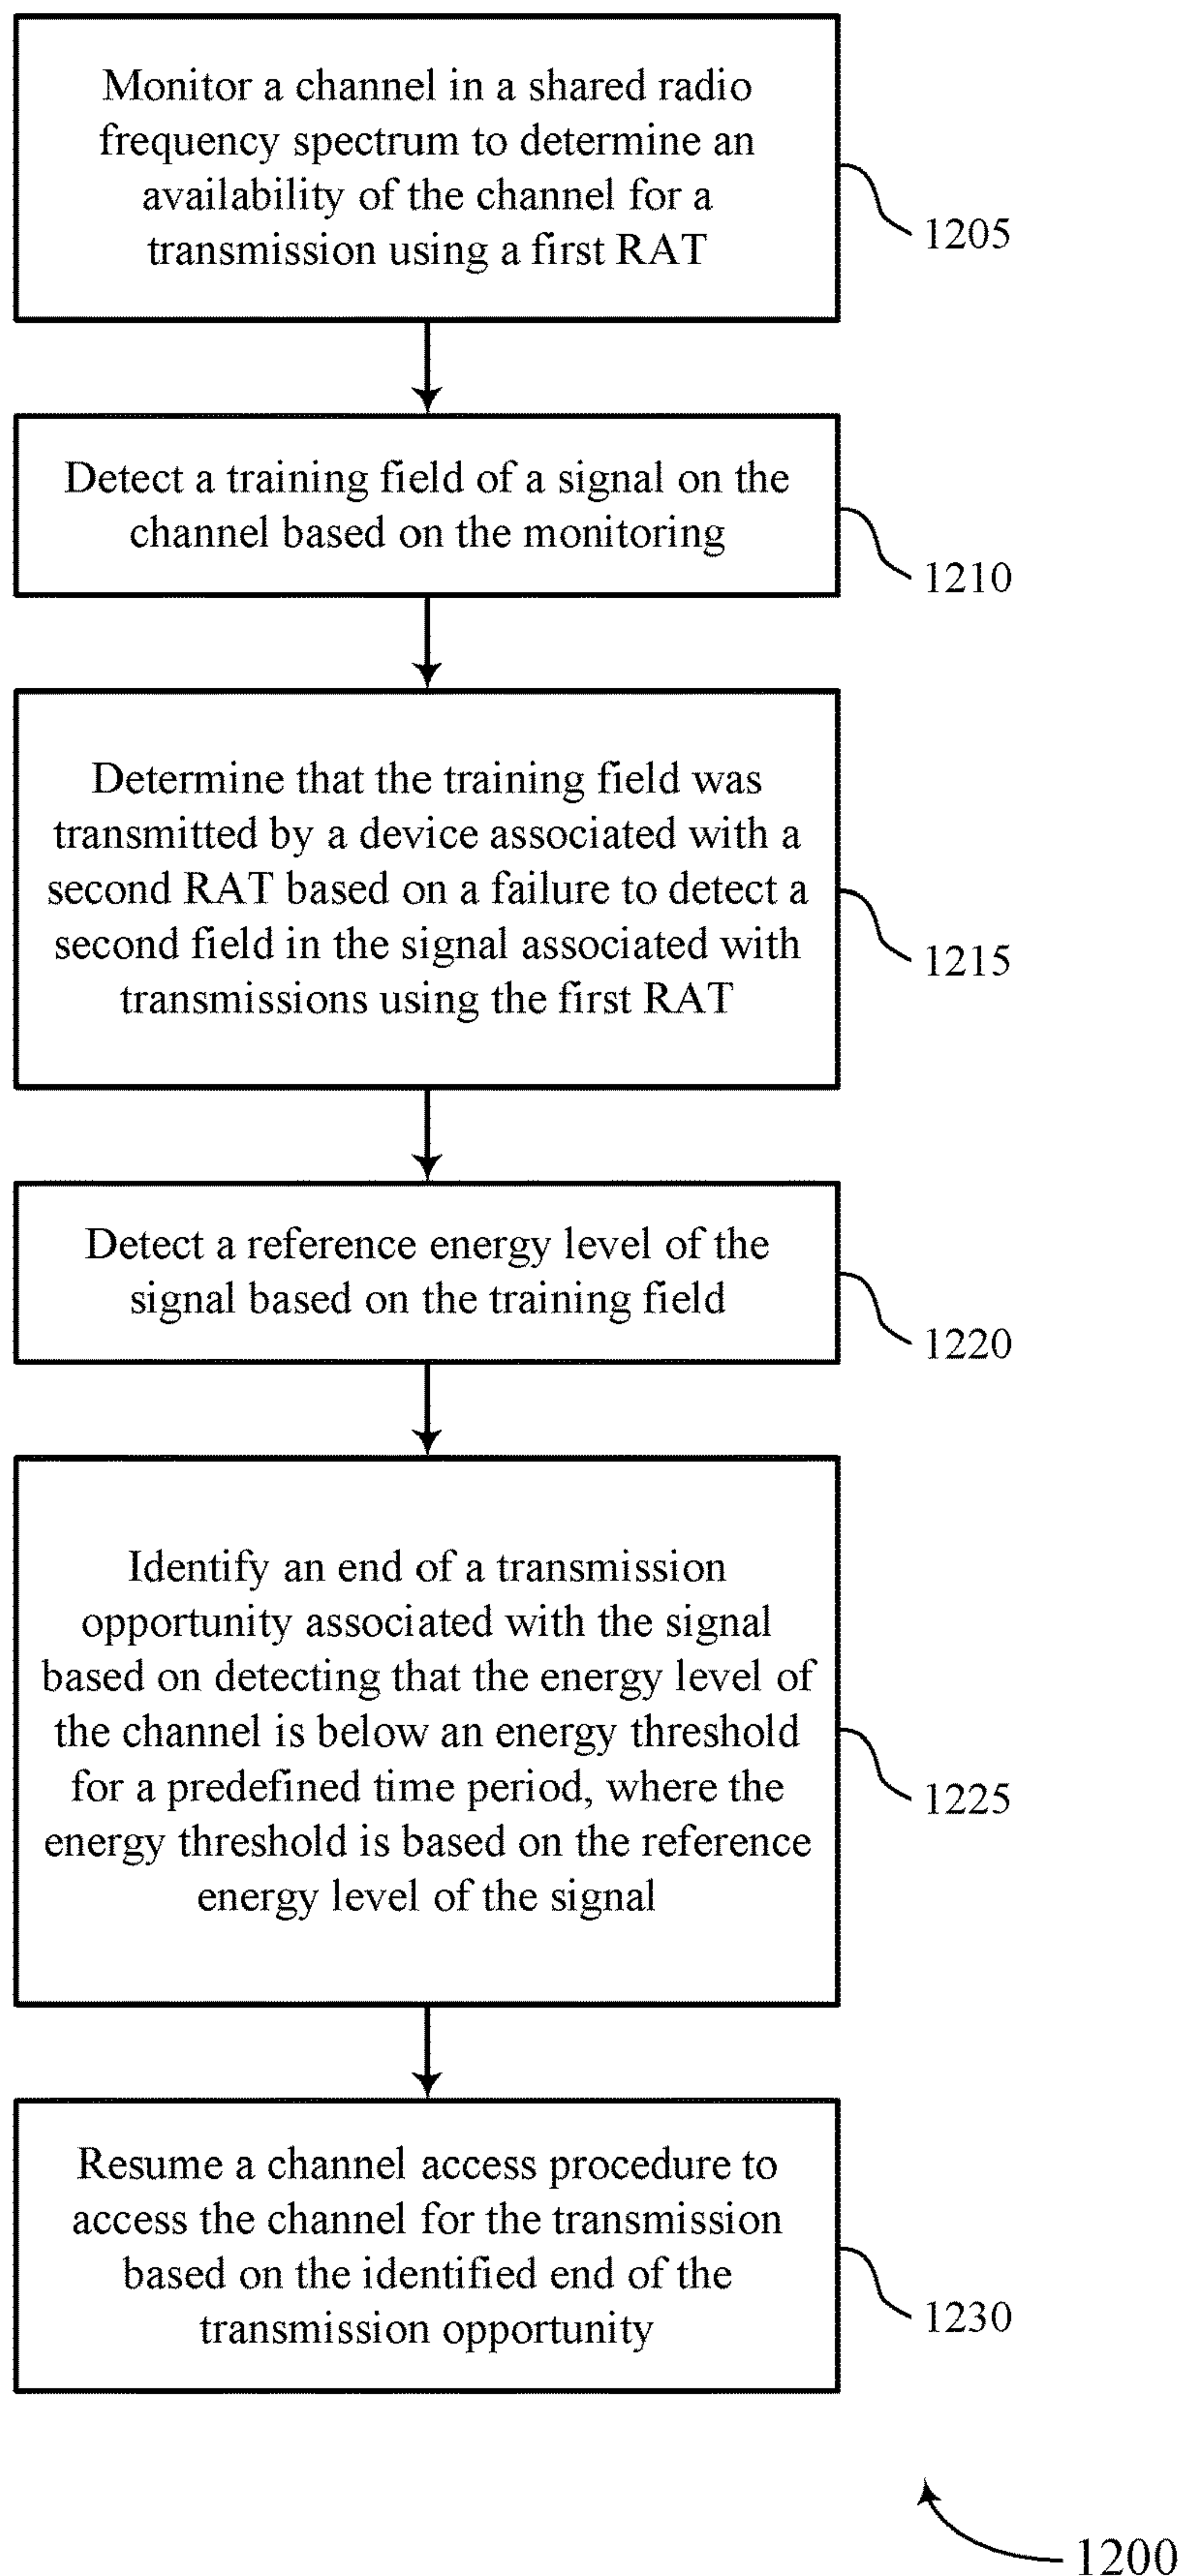 Monitor a channel in a shared radio
frequency spectrum to determine an
availability of the channel for a
transmission using a first RAT
1205
Detect a training field of a signal on the
channel based on the monitoring
1210
Determine that the training field was
transmitted by a device associated with a
second RAT based on a failure to detect a
second field in the signal associated with
transmissions using the first RAT
1215
Detect a reference energy level of the
signal based on the training field
1220
Identify an end of a transmission
opportunity associated with the signal
based on detecting that the energy level of
the channel is below an energy threshold
for a predefined time period, where the
energy threshold is based on the reference
energy level of the signal
1225
Resume a channel access procedure to
access the channel for the transmission
based on the identified end of the
transmission opportunity
1230
1200